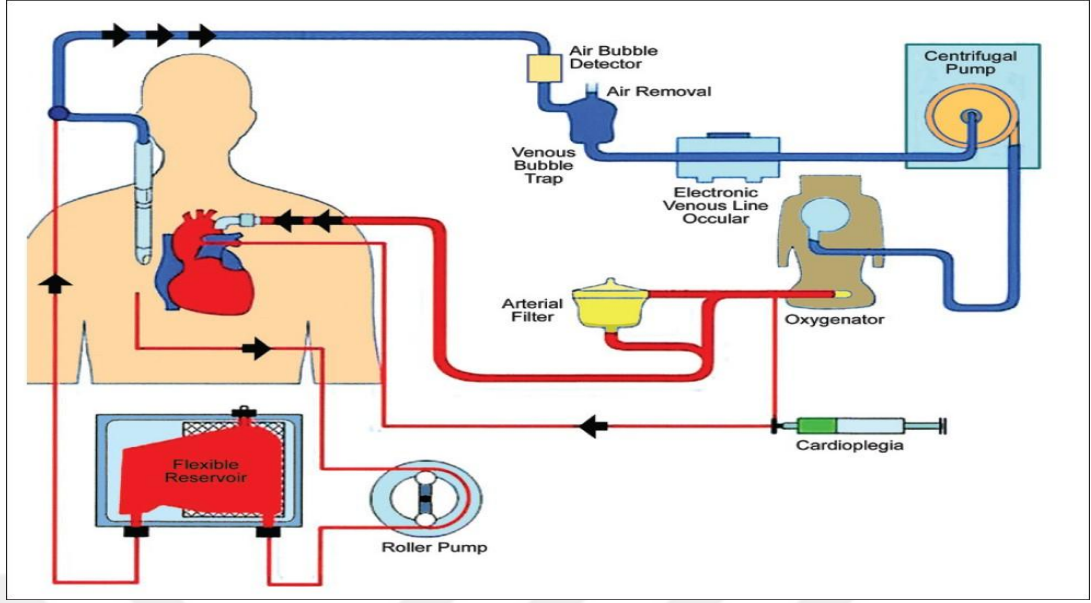 Air Bubble
Detector
Air Removal
Centrifugal
Pump
Venous
Bubble
Trap
Electronic
Venous Line
Occular
Arterial
Filter
Oxygenator
Cardioplegia
Flexible
Reservoir
Roller Pump